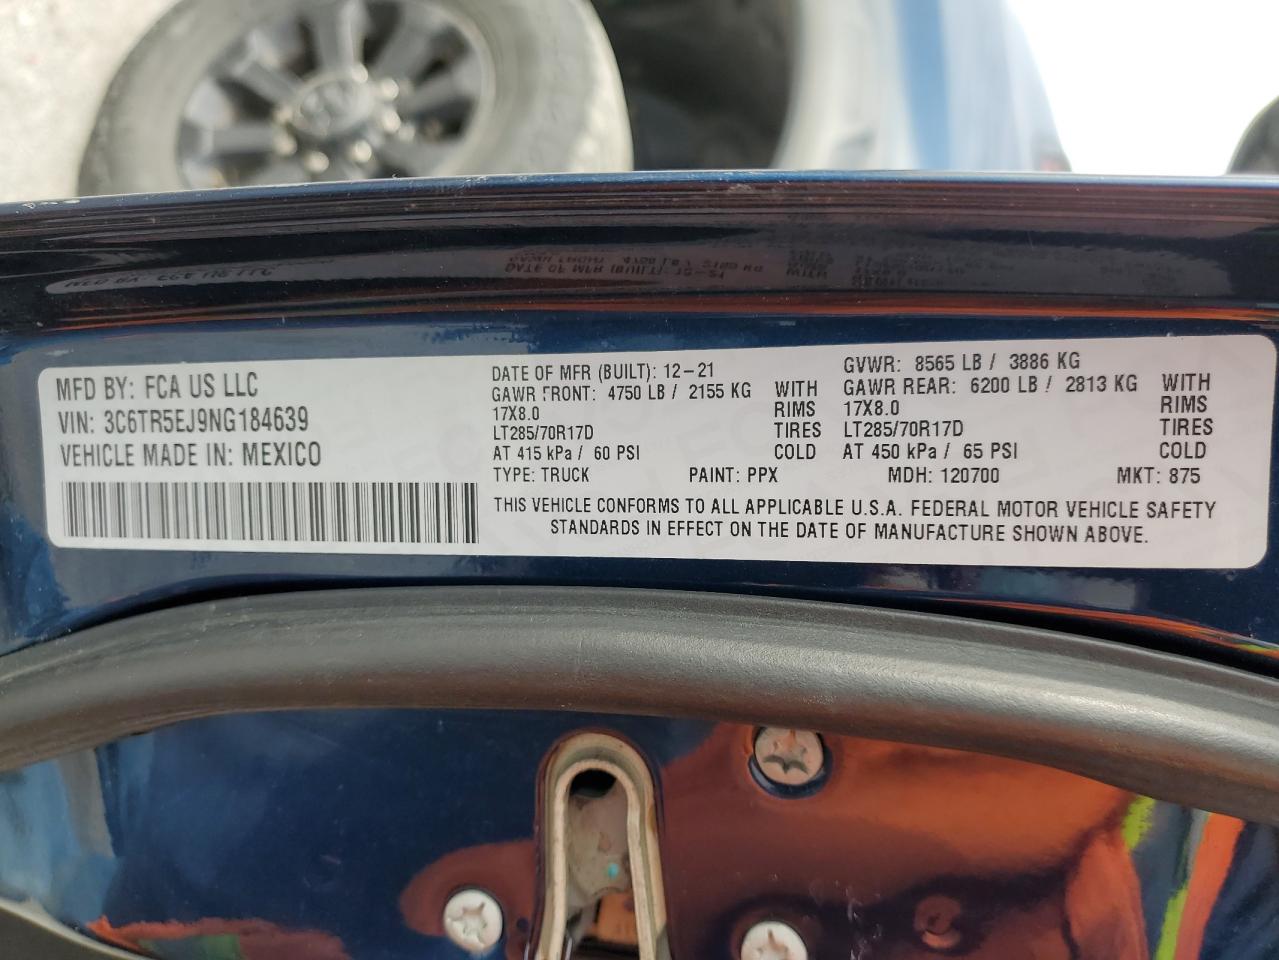 MFD BY: FCA US LLC
VIN: 3C6TR5EJ9NG184639
VEHICLE MADE IN: MEXICO
DATE OF MFR (BUILT): 12-21
GAWR FRONT: 4750 LB / 2155 KG WITH
17X8.0 RIMS
LT285/70R17D TIRES
AT 415 kPa / 60 PSI COLD
GVWR: 8565 LB / 3886 KG
GAWR REAR: 6200 LB / 2813 KG WITH
17X8.0 RIMS
LT285/70R17D TIRES
AT 450 kPa / 65 PSI COLD
TYPE: TRUCK PAINT: PPX MDH: 120700 MKT: 875
THIS VEHICLE CONFORMS TO ALL APPLICABLE U.S.A. FEDERAL MOTOR VEHICLE SAFETY
STANDARDS IN EFFECT ON THE DATE OF MANUFACTURE SHOWN ABOVE.